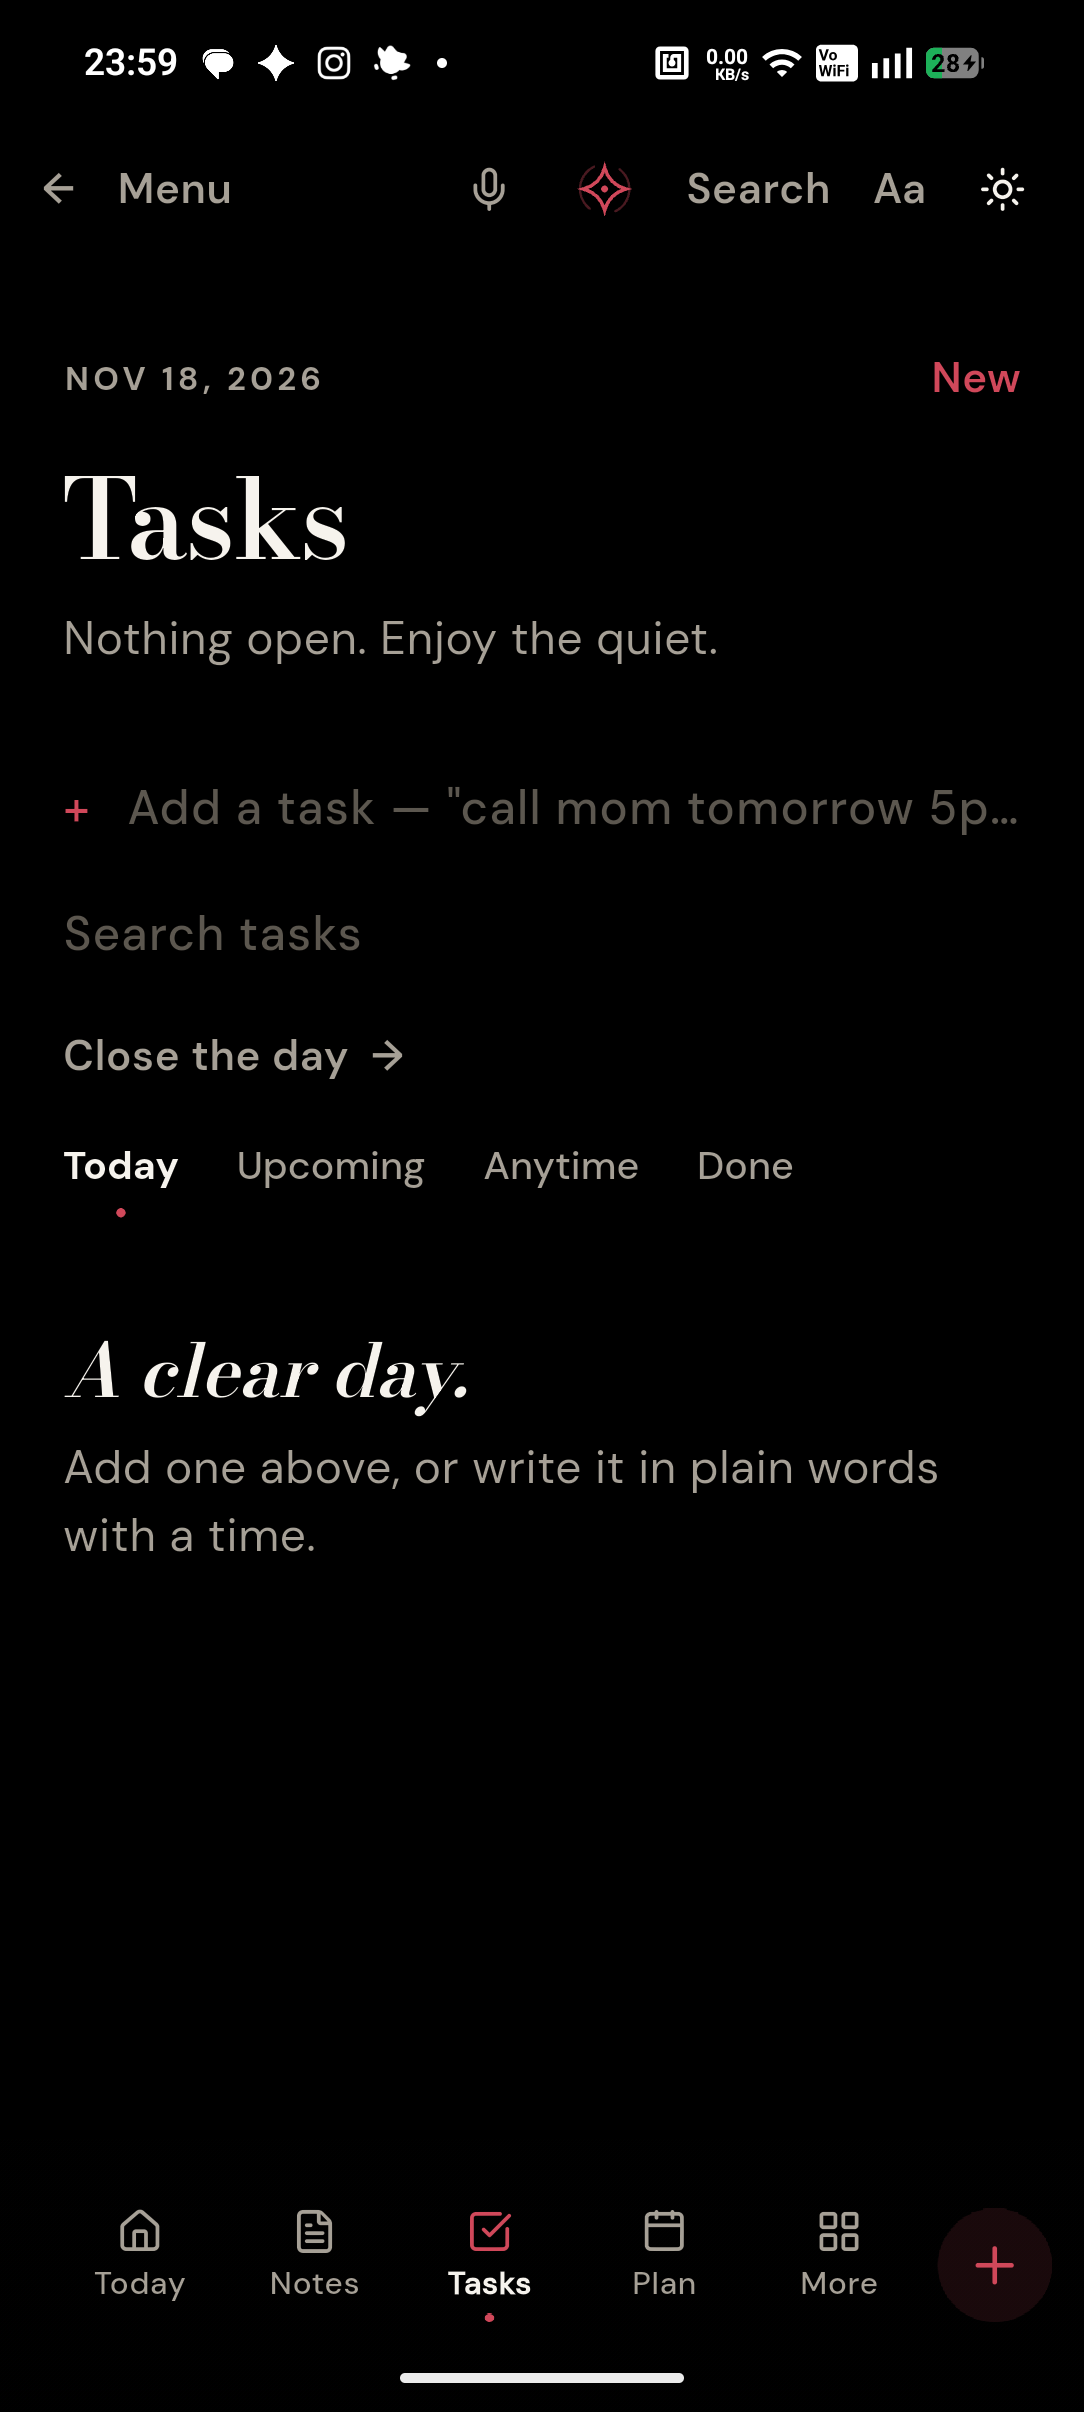 23:59
0.00 KB/s
Vo WiFi
28
Menu
Search
Aa
NOV 18, 2026
New
Tasks
Nothing open. Enjoy the quiet.
+ Add a task — "call mom tomorrow 5p...
Search tasks
Close the day →
Today Upcoming Anytime Done
A clear day.
Add one above, or write it in plain words
with a time.
Today Notes Tasks Plan More